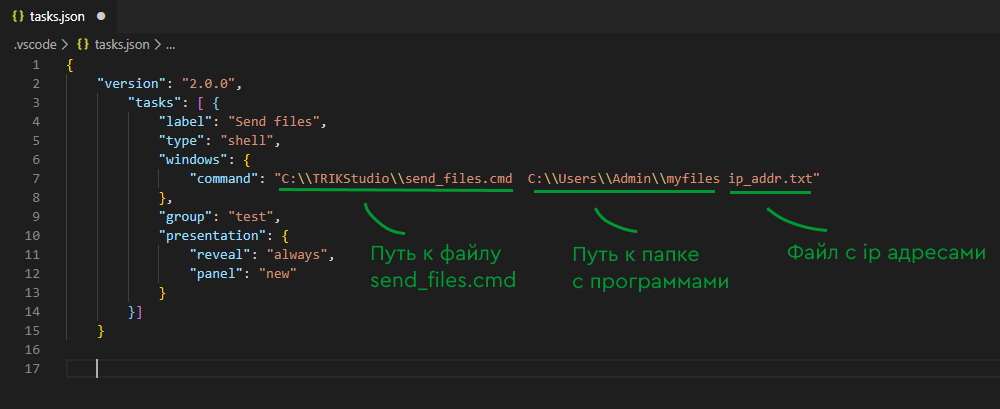 tasks.json
.vscode > tasks.json > ...
1 {
2 "version": "2.0.0",
3 "tasks": [ {
4 "label": "Send files",
5 "type": "shell",
6 "windows": {
7 "command": "C:\\TRIKStudio\\send_files.cmd C:\\Users\\Admin\\myfiles ip_addr.txt"
8 },
9 "group": "test",
10 "presentation": {
11 "reveal": "always",
12 "panel": "new"
13 }
14 }]
15 }
16
17
Путь к файлу
send_files.cmd
Путь к папке
с программами
Файл с ip адресами